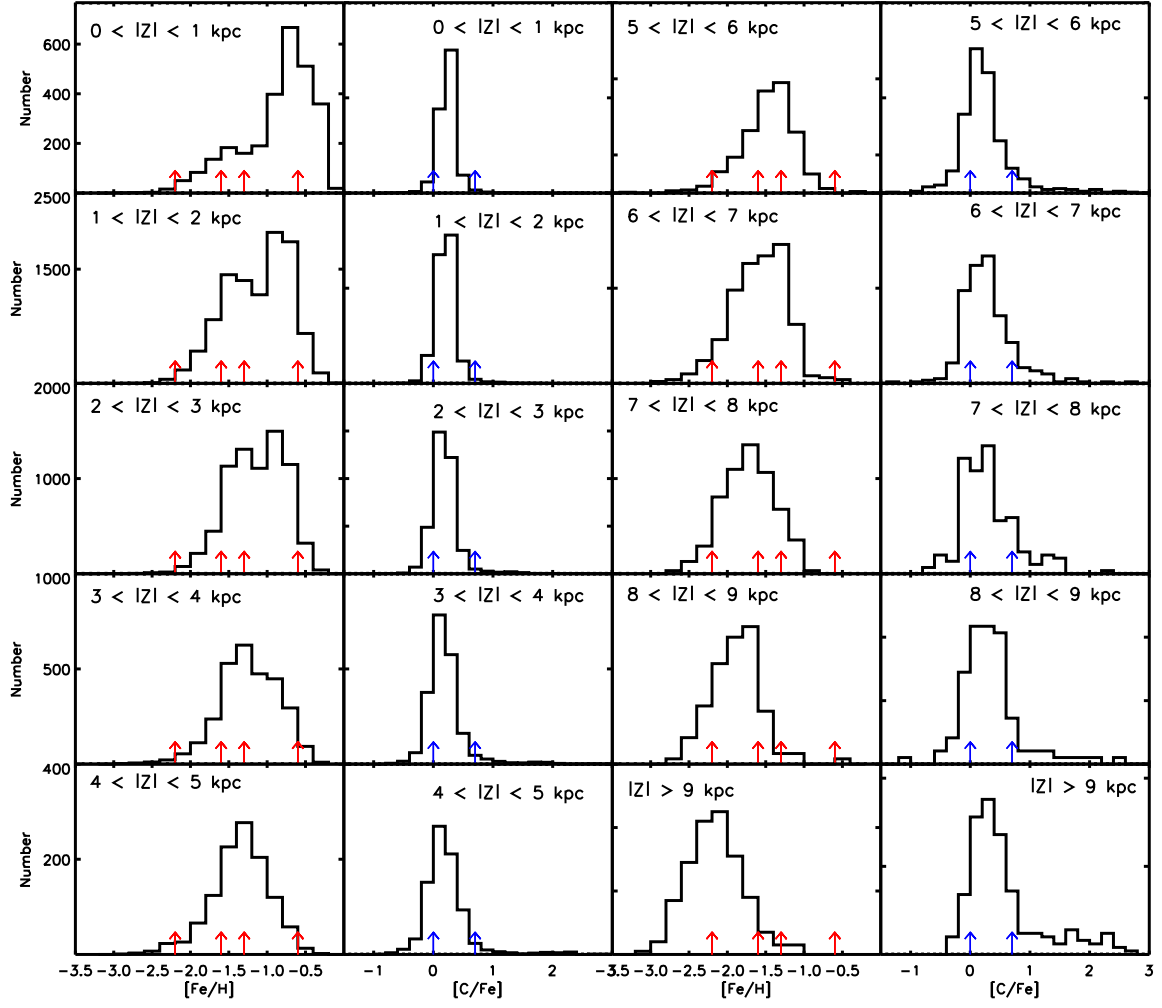 0 < |Z| < 1 kpc
0 < |Z| < 1 kpc
5 < |Z| < 6 kpc
5 < |Z| < 6 kpc
600
400
200
Number
2500
1 < |Z| < 2 kpc
1 < |Z| < 2 kpc
6 < |Z| < 7 kpc
6 < |Z| < 7 kpc
1500
Number
2000
2 < |Z| < 3 kpc
2 < |Z| < 3 kpc
7 < |Z| < 8 kpc
7 < |Z| < 8 kpc
1000
Number
1000
3 < |Z| < 4 kpc
3 < |Z| < 4 kpc
8 < |Z| < 9 kpc
8 < |Z| < 9 kpc
500
Number
400
4 < |Z| < 5 kpc
4 < |Z| < 5 kpc
|Z| > 9 kpc
|Z| > 9 kpc
200
Number
-3.5 -3.0 -2.5 -2.0 -1.5 -1.0 -0.5
-1 0 1 2
-3.5 -3.0 -2.5 -2.0 -1.5 -1.0 -0.5
-1 0 1 2 3
[Fe/H]
[C/Fe]
[Fe/H]
[C/Fe]